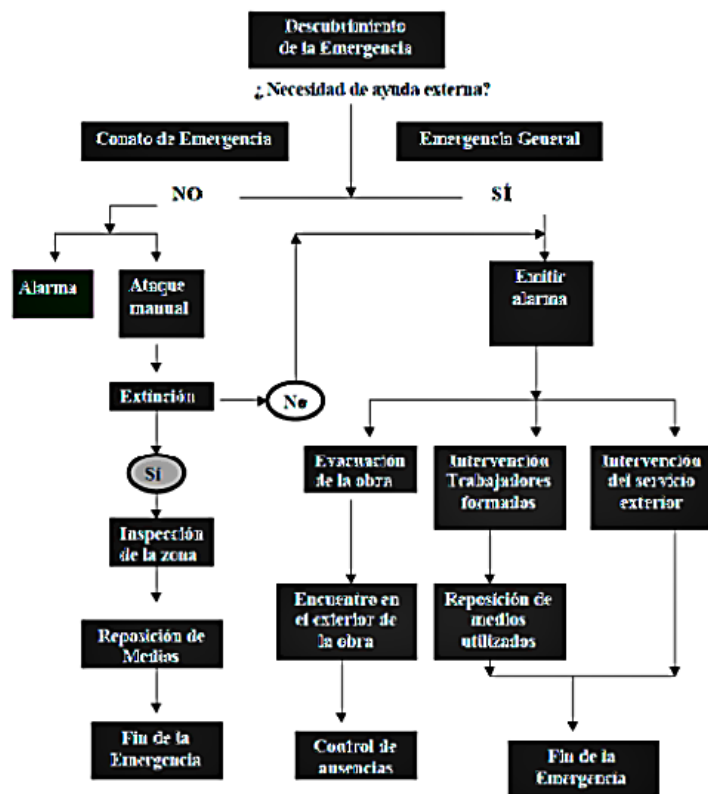 Descubrimiento
de la Emergencia
¿Necesidad de ayuda externa?
Conato de Emergencia
Emergencia General
NO
SÍ
Alarma
Ataque
manual
Emitir
alarma
Extinción
No
Sí
Evacuación
de la obra
Intervención
Trabajadores
formados
Intervención
del servicio
exterior
Inspección
de la zona
Encuentro en
el exterior de
la obra
Reposición de
medios
utilizados
Reposición de
Medios
Fin de la
Emergencia
Control de
ausencias
Fin de la
Emergencia